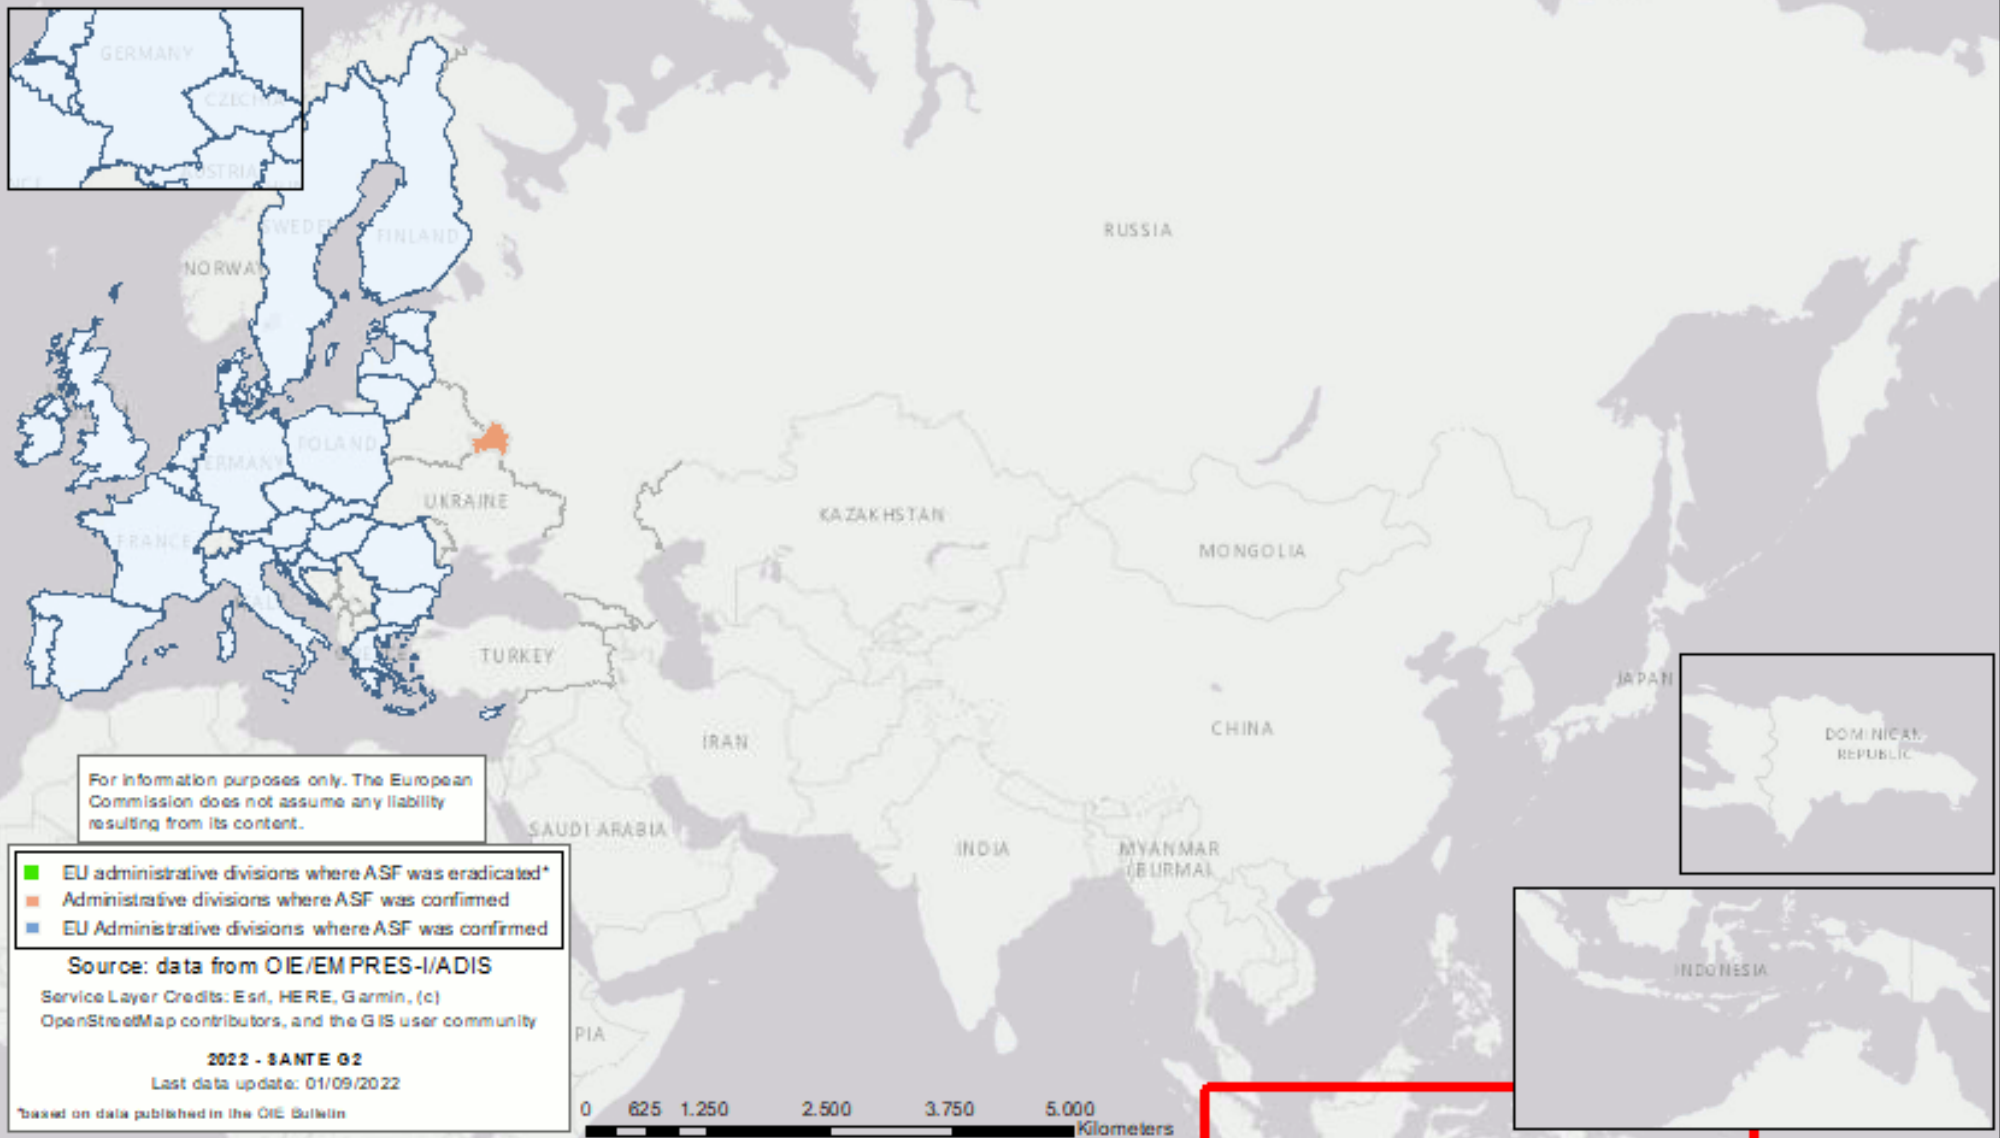 GERMANY
CZECHIA
AUSTRIA
SWEDEN
FINLAND
NORWAY
RUSSIA
POLAND
GERMANY
UKRAINE
KAZAKHSTAN
FRANCE
MONGOLIA
ITALY
TURKEY
JAPAN
IRAN
CHINA
DOMINICAN
REPUBLIC
For information purposes only. The European
Commission does not assume any liability
resulting from its content.
SAUDI ARABIA
INDIA
MYANMAR
(BURMA)
EU administrative divisions where ASF was eradicated*
Administrative divisions where ASF was confirmed
EU Administrative divisions where ASF was confirmed
Source: data from OIE/EMPRES-I/ADIS
INDONESIA
Service Layer Credits: Esri, HERE, Garmin, (c)
OpenStreetMap contributors, and the GIS user community
PIA
2022 - SANTE G2
Last data update: 01/09/2022
*based on data published in the OIE Bulletin
0 625 1.250 2.500 3.750 5.000
Kilometers